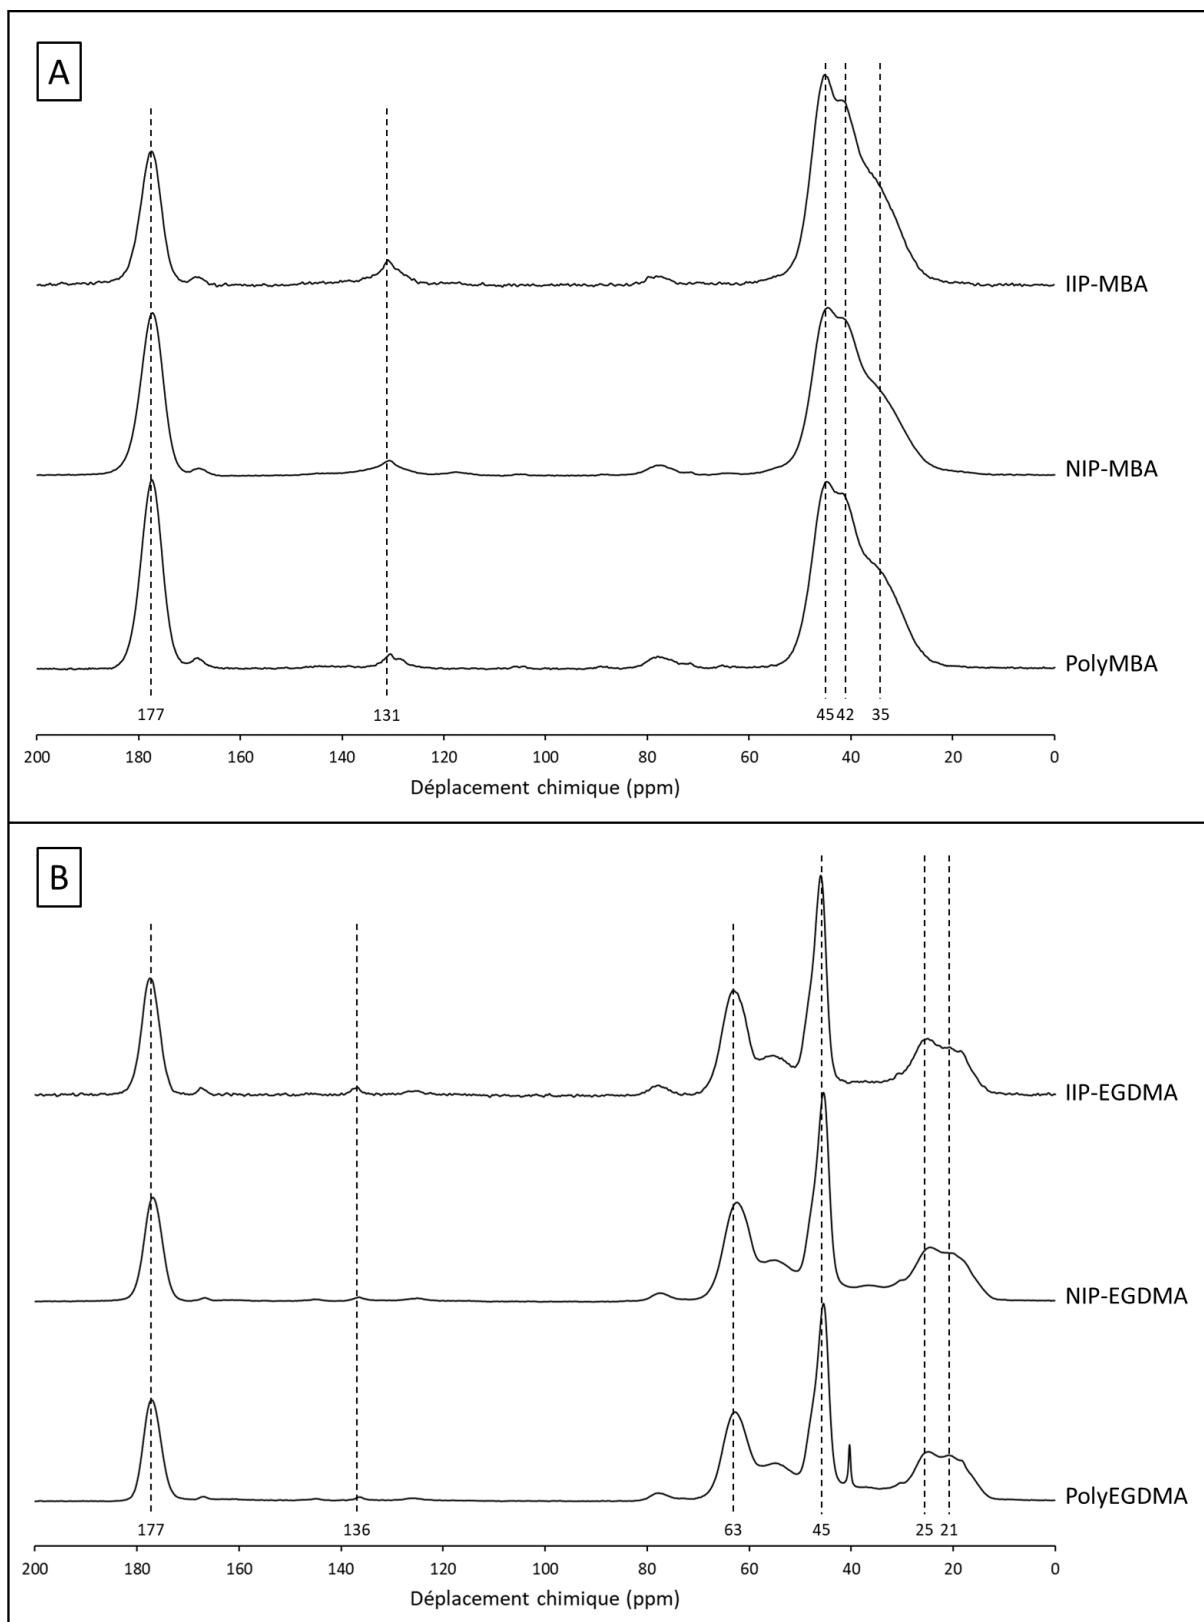 A
IIP-MBA
NIP-MBA
PolyMBA
177 131 45 42 35
200 180 160 140 120 100 80 60 40 20 0
Déplacement chimique (ppm)
B
IIP-EGDMA
NIP-EGDMA
PolyEGDMA
177 136 63 45 25 21
200 180 160 140 120 100 80 60 40 20 0
Déplacement chimique (ppm)